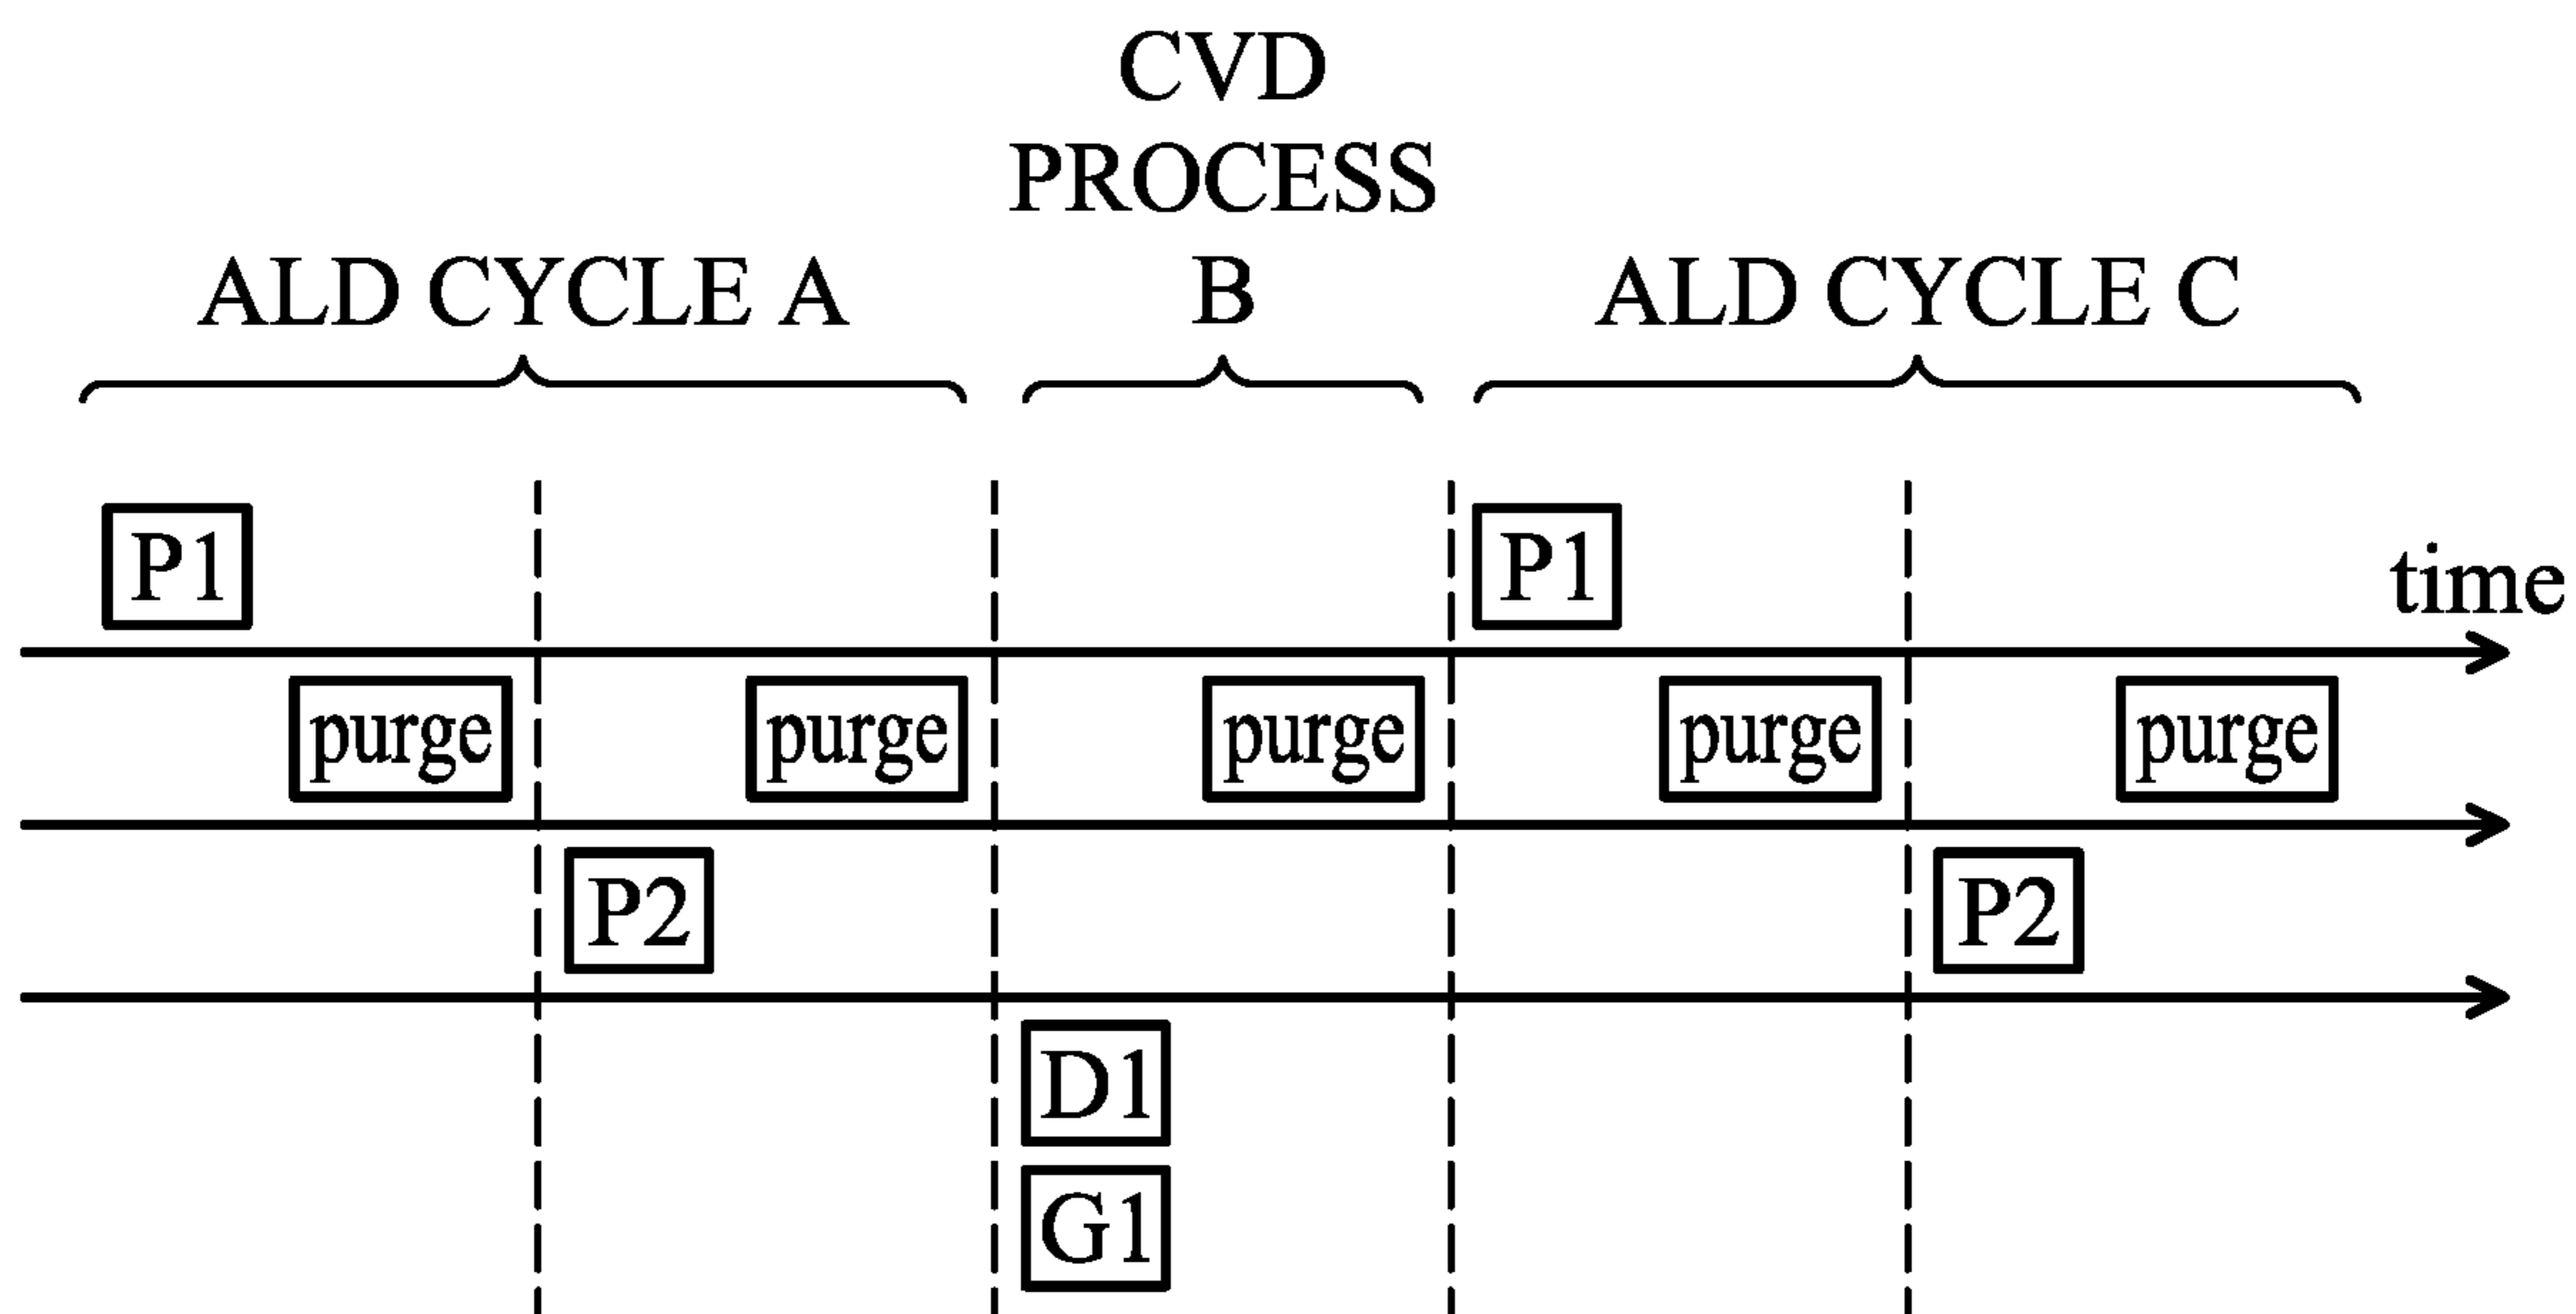 CVD
PROCESS
ALD CYCLE A B ALD CYCLE C
P1 P1
time
purge purge purge purge purge
P2 P2
D1
G1